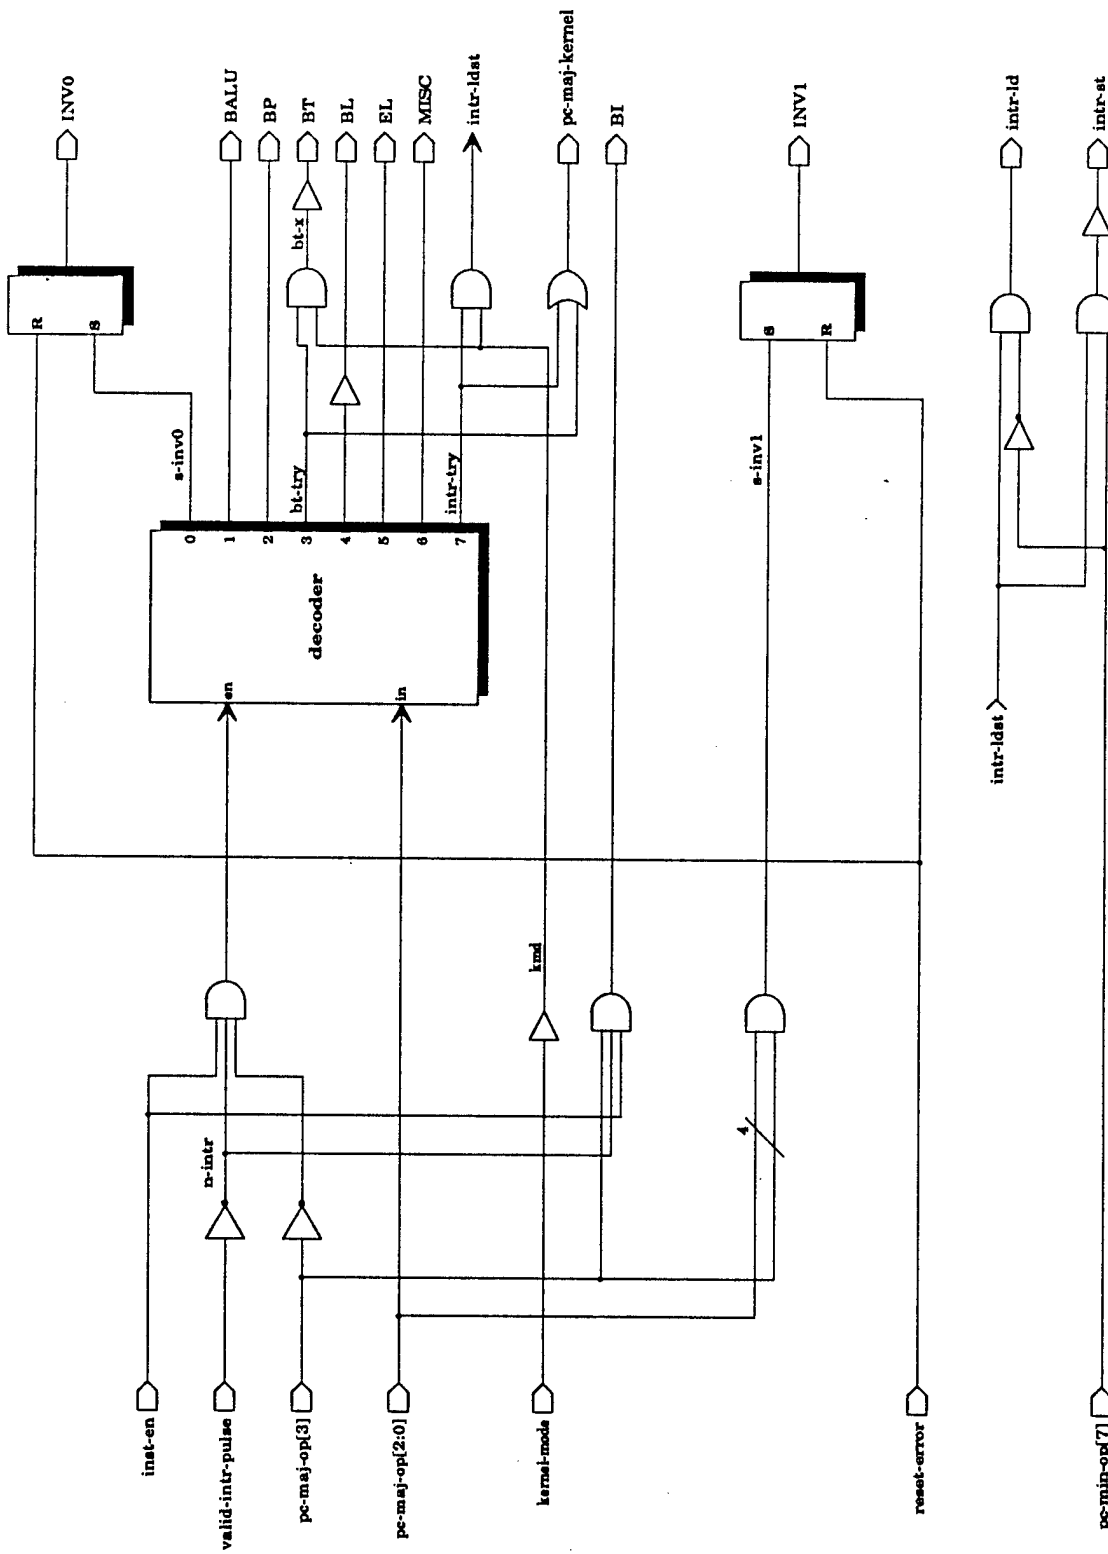 INV0
BALU
BP
BT
BL
EL
MISC
intr-ldst
pc-maj-kernel
BI
INV1
intr-ld
intr-st
R
S
bt-x
S
R
s-inv0
bt-try
intr-try
s-inv1
0
1
2
3
4
5
6
7
decoder
en
in
intr-ldst
kmd
n-intr
4
inst-en
valid-intr-pulse
pc-maj-op[3]
pc-maj-op[2:0]
kernel-mode
reset-error
pc-min-op[7]